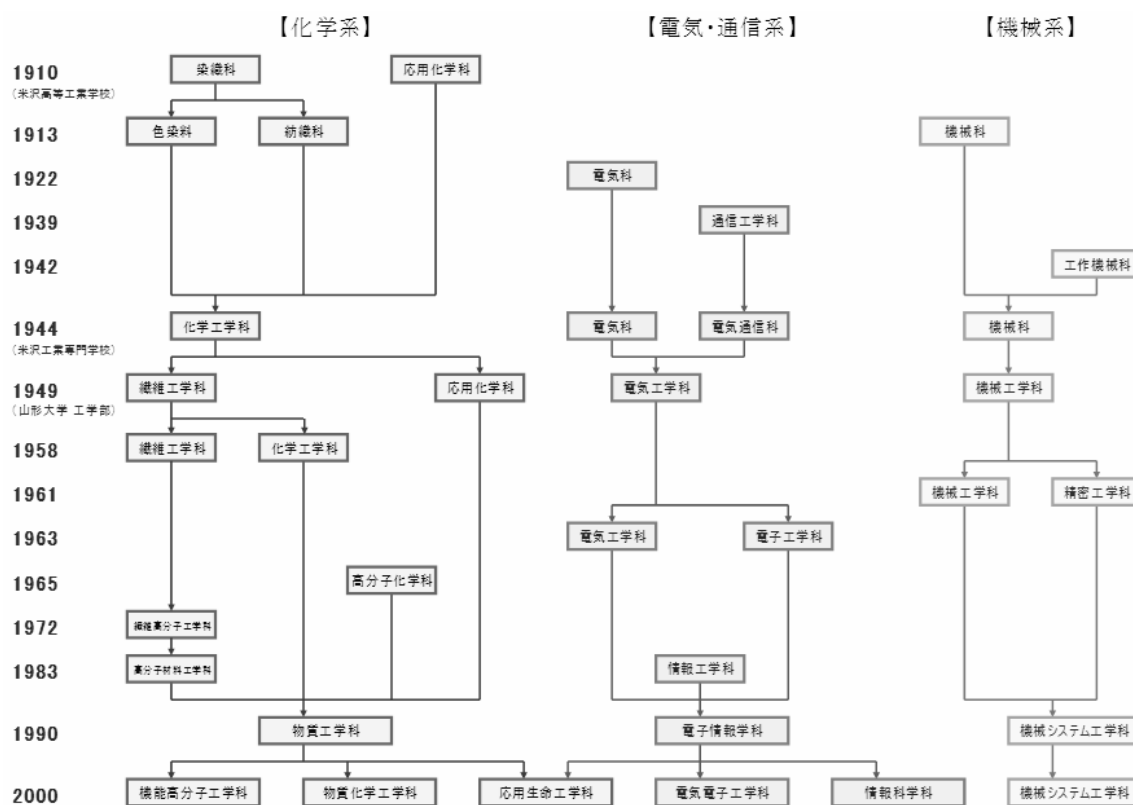 【化学系】 【電気・通信系】 【機械系】
1910 染織科 応用化学科
(米沢高等工業学校)
1913 色染料 紡織科 機械科
1922 電気科
1939 通信工学科
1942 工作機械科
1944 化学工学科 電気科 電気通信科 機械科
(米沢工業専門学校)
1949 繊維工学科 応用化学科 電気工学科 機械工学科
(山形大学 工学部)
1958 繊維工学科 化学工学科
1961 機械工学科 精密工学科
1963 電気工学科 電子工学科
1965 高分子化学科
1972 繊維高分子工学科
1983 高分子材料工学科 情報工学科
1990 物質工学科 電子情報学科 機械システム工学科
2000 機能高分子工学科 物質化学工学科 応用生命工学科 電気電子工学科 情報科学科 機械システム工学科